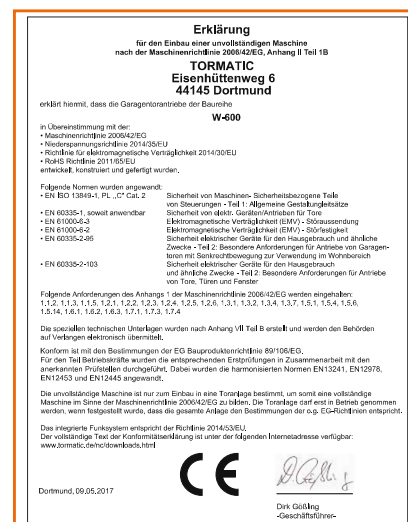 Erklärung
für den Einbau einer unvollständigen Maschine
nach der Maschinenrichtlinie 2006/42/EG, Anhang II Teil 1B
TORMATIC
Eisenhüttenweg 6
44145 Dortmund
erklärt hiermit, dass die Garagentorantriebe der Baureihe
W-600
in Übereinstimmung mit der:
• Maschinenrichtlinie 2006/42/EG
• Niederspannungsrichtlinie 2014/35/EU
• Richtlinie für elektromagnetische Verträglichkeit 2014/30/EU
• RoHS Richtlinie 2011/65/EU
entwickelt, konstruiert und gefertigt wurden.
Folgende Normen wurden angewandt:
• EN ISO 13849-1, PL „C“ Cat. 2 Sicherheit von Maschinen- Sicherheitsbezogene Teile
von Steuerungen - Teil 1: Allgemeine Gestaltungleitsätze
• EN 60335-1, soweit anwendbar Sicherheit von elektr. Geräten/Antrieben für Tore
• EN 61000-6-3 Elektromagnetische Verträglichkeit (EMV) - Störaussendung
• EN 61000-6-2 Elektromagnetische Verträglichkeit (EMV) - Störfestigkeit
• EN 60335-2-95 Sicherheit elektrischer Geräte für den Hausgebrauch und ähnliche
Zwecke - Teil 2: Besondere Anforderungen für Antriebe von Garagen-
toren mit Senkrechtbewegung zur Verwendung im Wohnbereich
• EN 60335-2-103 Sicherheit elektrischer Geräte für den Hausgebrauch
und ähnliche Zwecke - Teil 2: Besondere Anforderungen für Antriebe
von Tore, Türen und Fenster
Folgende Anforderungen des Anhangs 1 der Maschinenrichtlinie 2006/42/EG werden eingehalten:
1.1.2, 1.1.3, 1.1.5, 1.2.1, 1.2.2, 1.2.3, 1.2.4, 1.2.5, 1.2.6, 1.3.1, 1.3.2, 1.3.4, 1.3.7, 1.5.1, 1.5.4, 1.5.6,
1.5.14, 1.6.1, 1.6.2, 1.6.3, 1.7.1, 1.7.3, 1.7.4
Die speziellen technischen Unterlagen wurden nach Anhang VII Teil B erstellt und werden den Behörden
auf Verlangen elektronisch übermittelt.
Konform ist mit den Bestimmungen der EG Bauproduktenrichtlinie 89/106/EG.
Für den Teil Betriebskräfte wurden die entsprechenden Erstprüfungen in Zusammenarbeit mit den
anerkannten Prüfstellen durchgeführt. Dabei wurden die harmonisierten Normen EN13241, EN12978,
EN12453 und EN12445 angewandt.
Die unvollständige Maschine ist nur zum Einbau in eine Toranlage bestimmt, um somit eine vollständige
Maschine im Sinne der Maschinenrichtlinie 2006/42/EG zu bilden. Die Toranlage darf erst in Betrieb genommen
werden, wenn festgestellt wurde, dass die gesamte Anlage den Bestimmungen der o.g. EG-Richtlinien entspricht.
Das integrierte Funksystem entspricht der Richtlinie 2014/53/EU.
Der vollständige Text der Konformitätserklärung ist unter der folgenden Internetadresse verfügbar:
www.tormatic.de/nc/downloads.html
CE
Dortmund, 09.05.2017
Dirk Gößling
-Geschäftsführer-